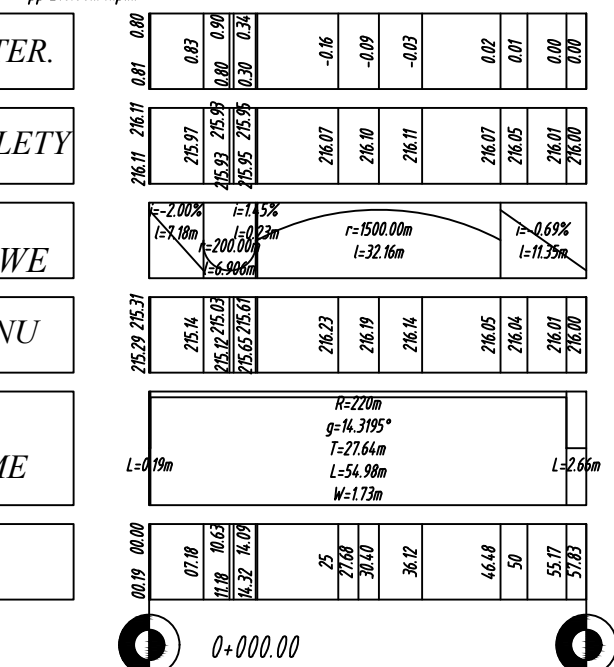 TER.
0.81 0.80 0.83 0.80 0.90 0.30 0.34 -0.16 -0.09 -0.03 0.02 0.01 0.00 0.00
LETY
216.11 216.11 215.97 215.93 215.93 215.95 215.95 216.07 216.10 216.11 216.07 216.05 216.01 216.00
WE
i=-2.00%
l=7.18m
r=200.00m
l=6.906m
i=1.45%
l=0.23m
r=1500.00m
l=32.16m
i=-0.69%
l=11.35m
NU
215.29 215.31 215.14 215.12 215.03 215.65 215.61 216.23 216.19 216.14 216.05 216.04 216.01 216.00
R=220m
g=14.3195°
T=27.64m
L=0.19m
L=54.98m
L=2.66m
W=1.73m
00.19 00.00 07.18 11.18 10.63 14.32 14.09 25 27.68 30.40 36.12 46.48 50 55.17 57.83
0+000.00